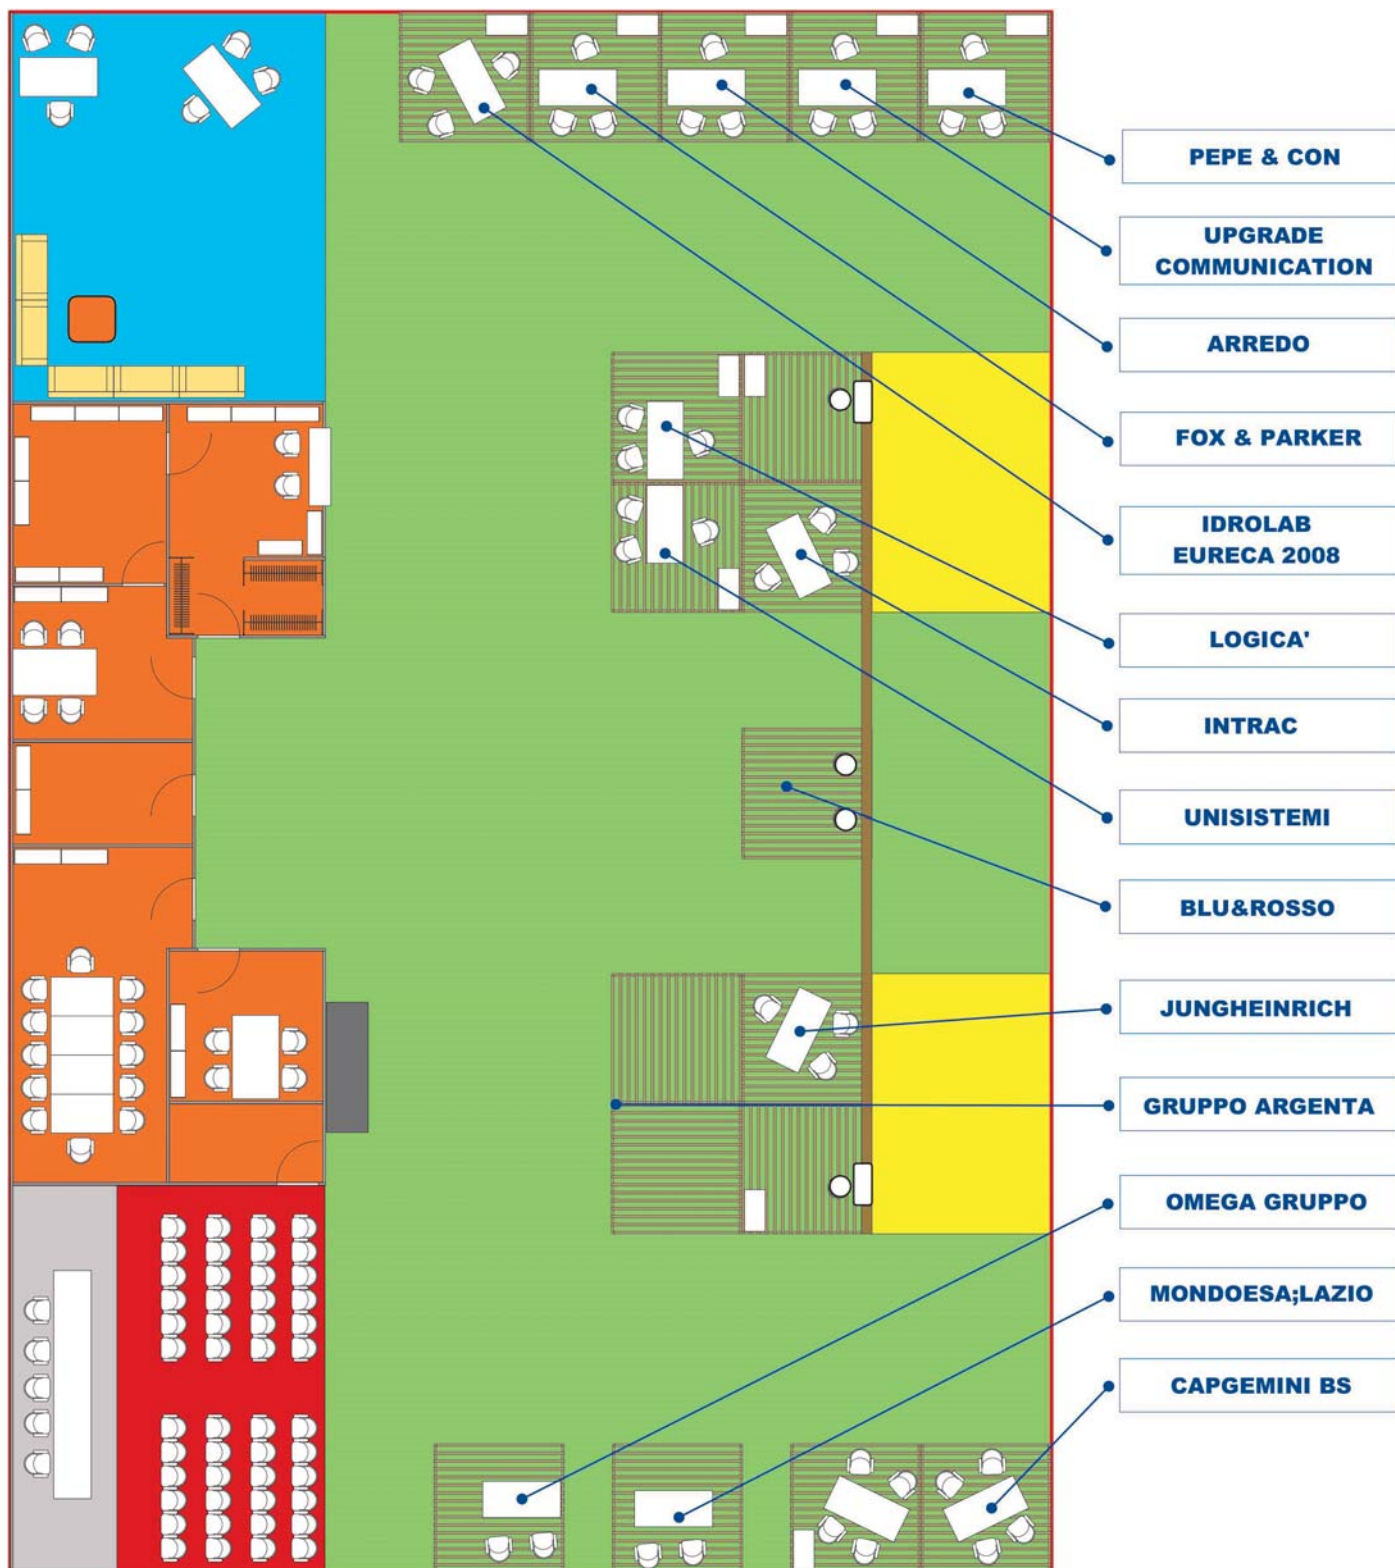 PEPE & CON
UPGRADE
COMMUNICATION
ARREDO
FOX & PARKER
IDROLAB
EURECA 2008
LOGICA'
INTRAC
UNISISTEMI
BLU&ROSSO
JUNGHEINRICH
GRUPPO ARGENTA
OMEGA GRUPPO
MONDOESA;LAZIO
CAPGEMINI BS